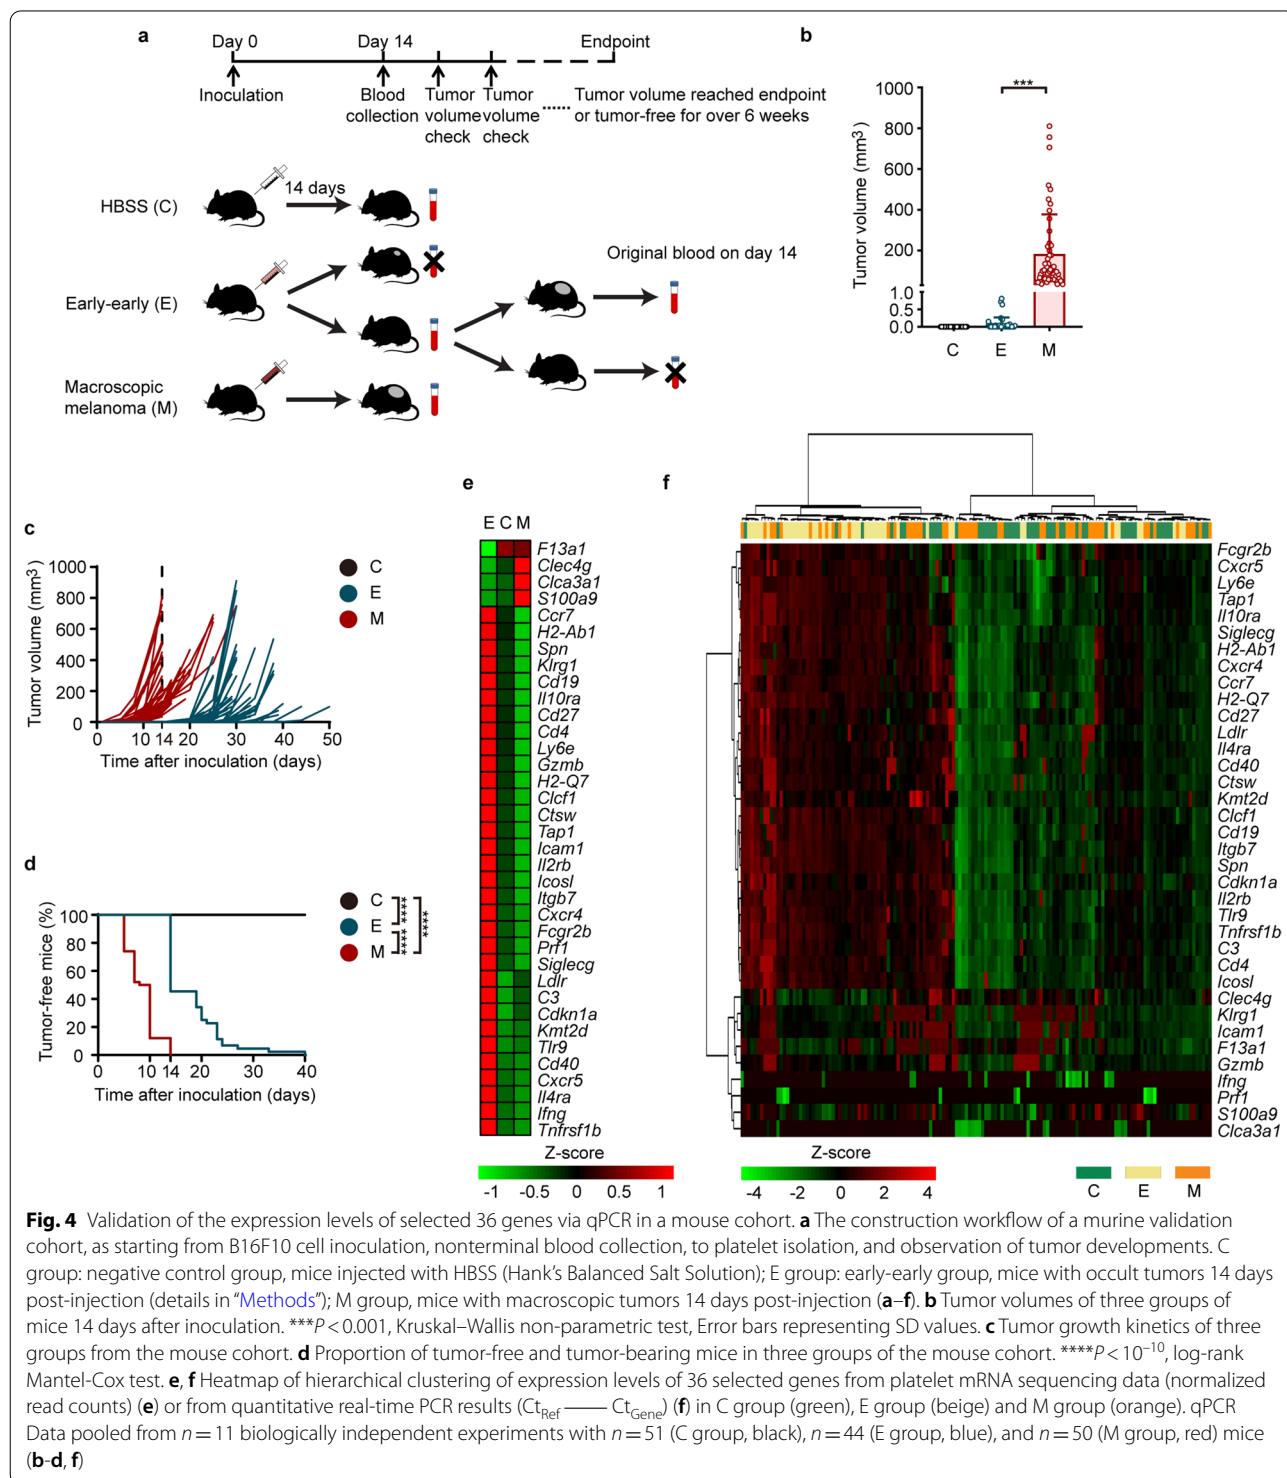 a
Day 0
Day 14
Endpoint
Inoculation
Blood
collection
Tumor
volume
check
Tumor
volume
check
Tumor volume reached endpoint
or tumor-free for over 6 weeks
HBSS (C)
14 days
Early-early (E)
Original blood on day 14
Macroscopic
melanoma (M)
b
***
Tumor volume (mm3)
1000
800
600
400
200
1.0
0.5
0.0
C E M
c
Tumor volume (mm3)
1000
800
600
400
200
0
0 10 14 20 30 40 50
Time after inoculation (days)
C
E
M
d
Tumor-free mice (%)
100
80
60
40
20
0
0 10 14 20 30 40
Time after inoculation (days)
C
E
M
****
****
****
e
E C M
F13a1
Clec4g
Clca3a1
S100a9
Ccr7
H2-Ab1
Spn
Klrg1
Cd19
Il10ra
Cd27
Cd4
Ly6e
Gzmb
H2-Q7
Clcf1
Ctsw
Tap1
Icam1
Il2rb
Icosl
Itgb7
Cxcr4
Fcgr2b
Prf1
Siglecg
Ldlr
C3
Cdkn1a
Kmt2d
Tlr9
Cd40
Cxcr5
Il4ra
Ifng
Tnfrsf1b
Z-score
-1 -0.5 0 0.5 1
f
Fcgr2b
Cxcr5
Ly6e
Tap1
Il10ra
Siglecg
H2-Ab1
Cxcr4
Ccr7
H2-Q7
Cd27
Ldlr
Il4ra
Cd40
Ctsw
Kmt2d
Clcf1
Cd19
Itgb7
Spn
Cdkn1a
Il2rb
Tlr9
Tnfrsf1b
C3
Cd4
Icosl
Clec4g
Klrg1
Icam1
F13a1
Gzmb
Ifng
Prf1
S100a9
Clca3a1
Z-score
-4 -2 0 2 4
C E M
Fig. 4 Validation of the expression levels of selected 36 genes via qPCR in a mouse cohort. a The construction workflow of a murine validation
cohort, as starting from B16F10 cell inoculation, nonterminal blood collection, to platelet isolation, and observation of tumor developments. C
group: negative control group, mice injected with HBSS (Hank's Balanced Salt Solution); E group: early-early group, mice with occult tumors 14 days
post-injection (details in "Methods"); M group, mice with macroscopic tumors 14 days post-injection (a–f). b Tumor volumes of three groups of
mice 14 days after inoculation. ***P < 0.001, Kruskal–Wallis non-parametric test, Error bars representing SD values. c Tumor growth kinetics of three
groups from the mouse cohort. d Proportion of tumor-free and tumor-bearing mice in three groups of the mouse cohort. ****P < 10–10, log-rank
Mantel-Cox test. e, f Heatmap of hierarchical clustering of expression levels of 36 selected genes from platelet mRNA sequencing data (normalized
read counts) (e) or from quantitative real-time PCR results (CtRef —— CtGene) (f) in C group (green), E group (beige) and M group (orange). qPCR
Data pooled from n = 11 biologically independent experiments with n = 51 (C group, black), n = 44 (E group, blue), and n = 50 (M group, red) mice
(b-d, f)